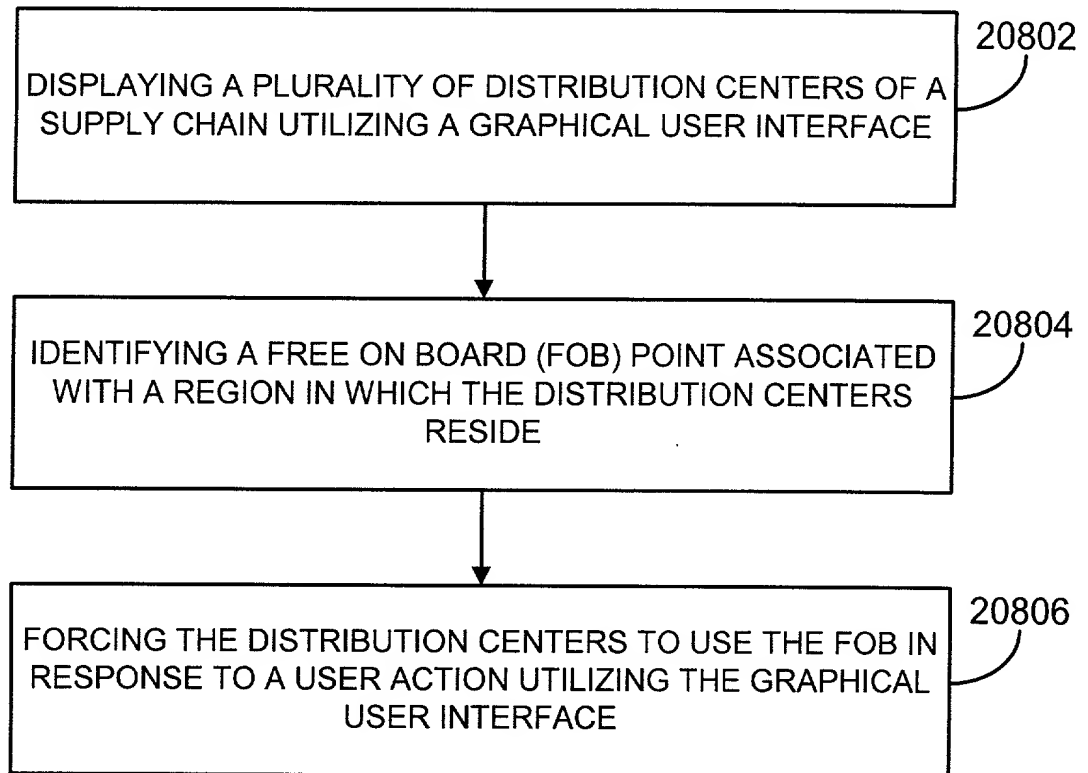 20802
DISPLAYING A PLURALITY OF DISTRIBUTION CENTERS OF A
SUPPLY CHAIN UTILIZING A GRAPHICAL USER INTERFACE
20804
IDENTIFYING A FREE ON BOARD (FOB) POINT ASSOCIATED
WITH A REGION IN WHICH THE DISTRIBUTION CENTERS
RESIDE
20806
FORCING THE DISTRIBUTION CENTERS TO USE THE FOB IN
RESPONSE TO A USER ACTION UTILIZING THE GRAPHICAL
USER INTERFACE